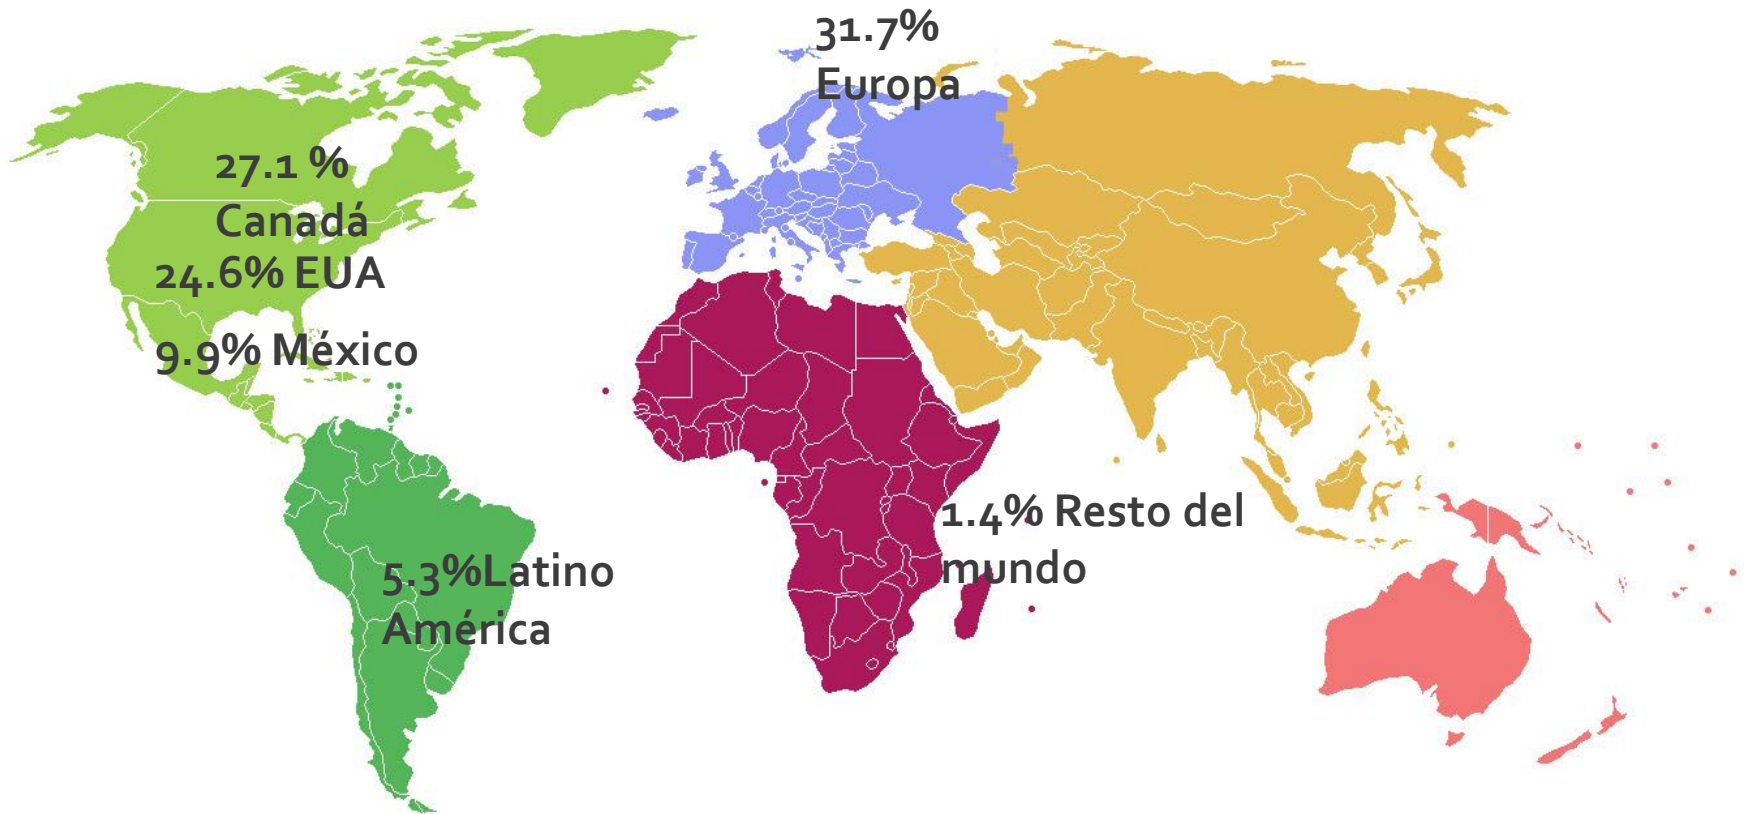 31.7%
Europa
27.1 %
Canadá
24.6% EUA
9.9% México
1.4% Resto del
mundo
5.3%Latino
América